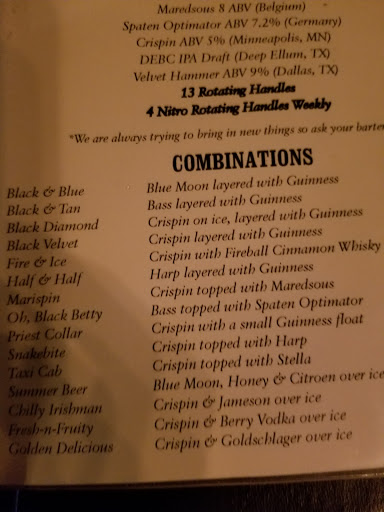 Maredsous 8 ABV (Belgium)
Spaten Optimator ABV 7.2% (Germany)
Crispin ABV 5% (Minneapolis, MN)
DEBC IPA Draft (Deep Ellum, TX)
Velvet Hammer ABV 9% (Dallas, TX)
13 Rotating Handles
4 Nitro Rotating Handles Weekly
*We are always trying to bring in new things so ask your
COMBINATIONS
Black & Blue Blue Moon layered with Guinness
Black & Tan Bass layered with Guinness
Black Diamond Crispin on ice, layered with Guinness
Black Velvet Crispin layered with Guinness
Fire & Ice Crispin with Fireball Cinnamon Whisky
Half & Half Harp layered with Guinness
Marispin Crispin topped with Maredsous
Oh, Black Betty Bass topped with Spaten Optimator
Priest Collar Crispin with a small Guinness float
Snakebite Crispin topped with Harp
Taxi Cab Crispin topped with Stella
Summer Beer Blue Moon, Honey & Citroen over ice
Chilly Irishman Crispin & Jameson over ice
Fresh-n-Fruity Crispin & Berry Vodka over ice
Golden Delicious Crispin & Goldschlager over ice